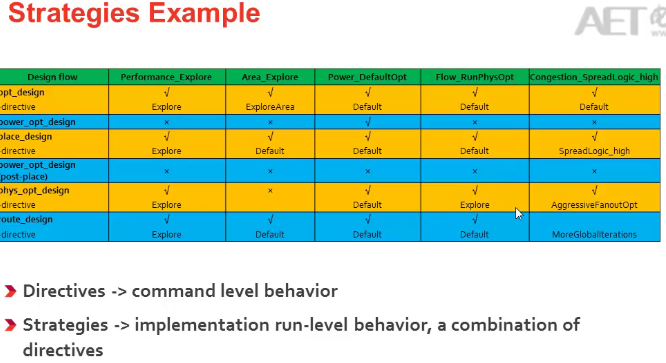 Strategies Example
AET
www
Design flow Performance_Explore Area_Explore Power_DefaultOpt Flow_RunPhysOpt Congestion_SpreadLogic_high
opt_design √ √ √ √ √
-directive Explore ExploreArea Default Default Default
power_opt_design × × √ × ×
place_design √ √ √ √ √
-directive Explore Default Default Default SpreadLogic_high
power_opt_design
(post-place) × × × × ×
phys_opt_design √ × √ √ √
-directive Explore Default Explore AggressiveFanoutOpt
route_design √ √ √ √ √
-directive Explore Default Default Default MoreGlobalIterations
Directives -> command level behavior
Strategies -> implementation run-level behavior, a combination of
directives